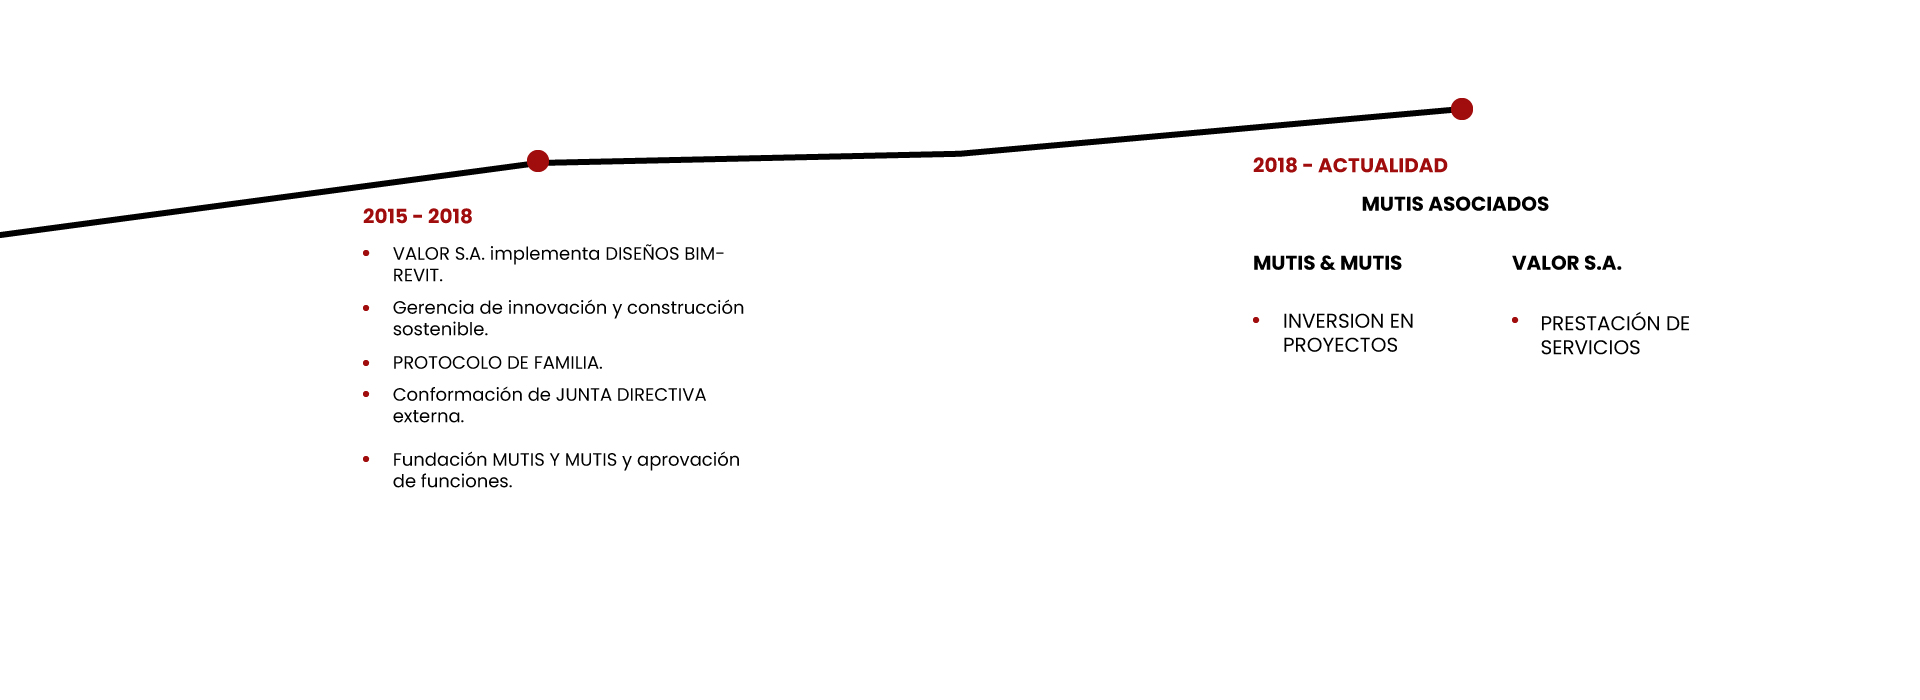 2015 - 2018
VALOR S.A. implementa DISEÑOS BIM-
REVIT.
Gerencia de innovación y construcción
sostenible.
PROTOCOLO DE FAMILIA.
Conformación de JUNTA DIRECTIVA
externa.
Fundación MUTIS Y MUTIS y aprovación
de funciones.
2018 - ACTUALIDAD
MUTIS ASOCIADOS
MUTIS & MUTIS
INVERSION EN
PROYECTOS
VALOR S.A.
PRESTACIÓN DE
SERVICIOS